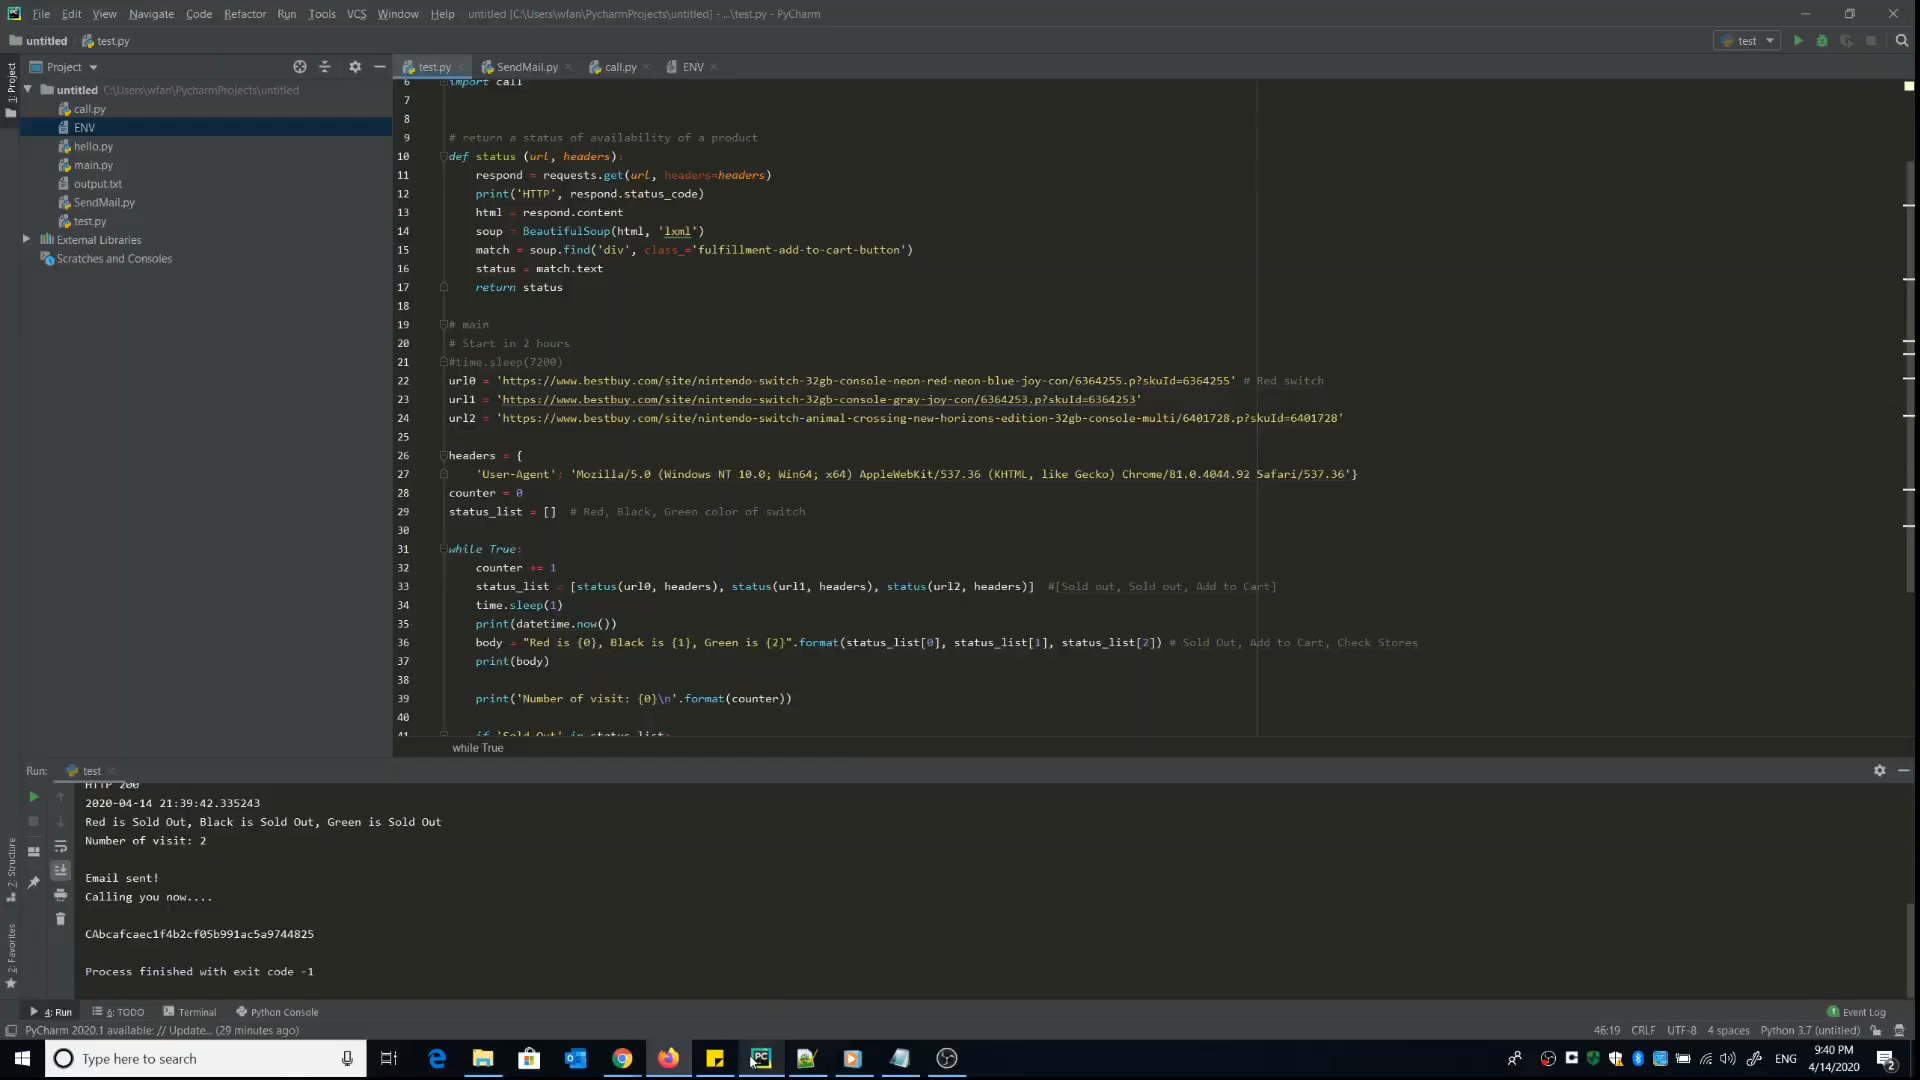 File Edit View Navigate Code Refactor Run Tools VCS Window Help untitled [C:\Users\wfan\PycharmProjects\untitled] - ...\test.py - PyCharm
untitled test.py test
1: Project
Project
test.py SendMail.py call.py ENV
untitled C:\Users\wfan\PycharmProjects\untitled
call.py
ENV
hello.py
main.py
output.txt
SendMail.py
test.py
External Libraries
Scratches and Consoles
6 import call
7
8
9 # return a status of availability of a product
10 def status (url, headers):
11 respond = requests.get(url, headers=headers)
12 print('HTTP', respond.status_code)
13 html = respond.content
14 soup = BeautifulSoup(html, 'lxml')
15 match = soup.find('div', class_='fulfillment-add-to-cart-button')
16 status = match.text
17 return status
18
19 # main
20 # Start in 2 hours
21 #time.sleep(7200)
22 url0 = 'https://www.bestbuy.com/site/nintendo-switch-32gb-console-neon-red-neon-blue-joy-con/6364255.p?skuId=6364255' # Red switch
23 url1 = 'https://www.bestbuy.com/site/nintendo-switch-32gb-console-gray-joy-con/6364253.p?skuId=6364253'
24 url2 = 'https://www.bestbuy.com/site/nintendo-switch-animal-crossing-new-horizons-edition-32gb-console-multi/6401728.p?skuId=6401728'
25
26 headers = {
27 'User-Agent': 'Mozilla/5.0 (Windows NT 10.0; Win64; x64) AppleWebKit/537.36 (KHTML, like Gecko) Chrome/81.0.4044.92 Safari/537.36'}
28 counter = 0
29 status_list = [] # Red, Black, Green color of switch
30
31 while True:
32 counter += 1
33 status_list = [status(url0, headers), status(url1, headers), status(url2, headers)] #[Sold out, Sold out, Add to Cart]
34 time.sleep(1)
35 print(datetime.now())
36 body = "Red is {0}, Black is {1}, Green is {2}".format(status_list[0], status_list[1], status_list[2]) # Sold Out, Add to Cart, Check Stores
37 print(body)
38
39 print('Number of visit: {0}\n'.format(counter))
40
41 if 'Sold Out' in status_list:
while True
Run: test
HTTP 200
2020-04-14 21:39:42.335243
Red is Sold Out, Black is Sold Out, Green is Sold Out
Number of visit: 2
Email sent!
Calling you now....
CAbcafcaec1f4b2cf05b991ac5a9744825
Process finished with exit code -1
7: Structure
2: Favorites
4: Run 6: TODO Terminal Python Console 1 Event Log
PyCharm 2020.1 available: // Update... (29 minutes ago) 46:19 CRLF UTF-8 4 spaces Python 3.7 (untitled)
Type here to search ENG 9:40 PM
4/14/2020 2